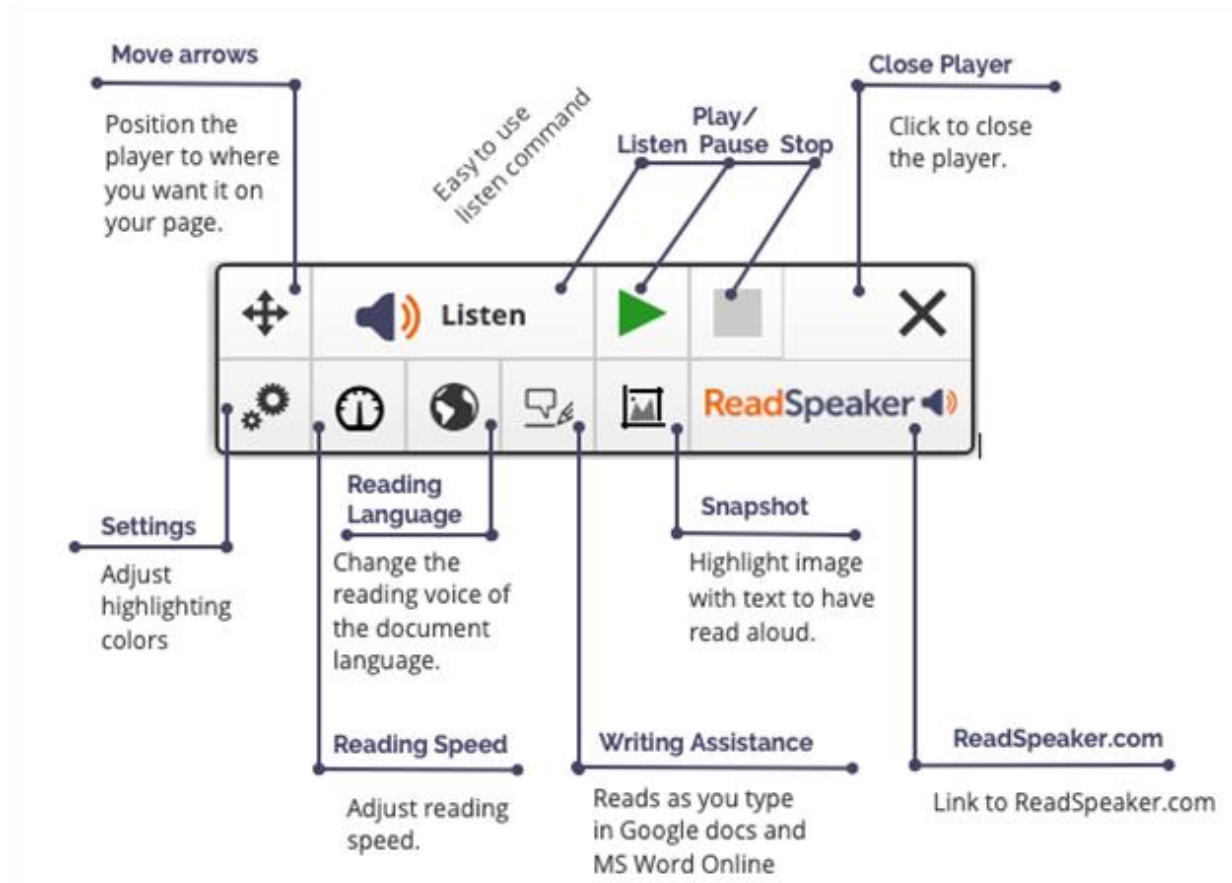 Move arrows
Position the
player to where
you want it on
your page.
Easy to use
listen command
Play/
Listen Pause Stop
Close Player
Click to close
the player.
Listen
ReadSpeaker
Settings
Adjust
highlighting
colors
Reading
Language
Change the
reading voice of
the document
language.
Snapshot
Highlight image
with text to have
read aloud.
Reading Speed
Adjust reading
speed.
Writing Assistance
Reads as you type
in Google docs and
MS Word Online
ReadSpeaker.com
Link to ReadSpeaker.com